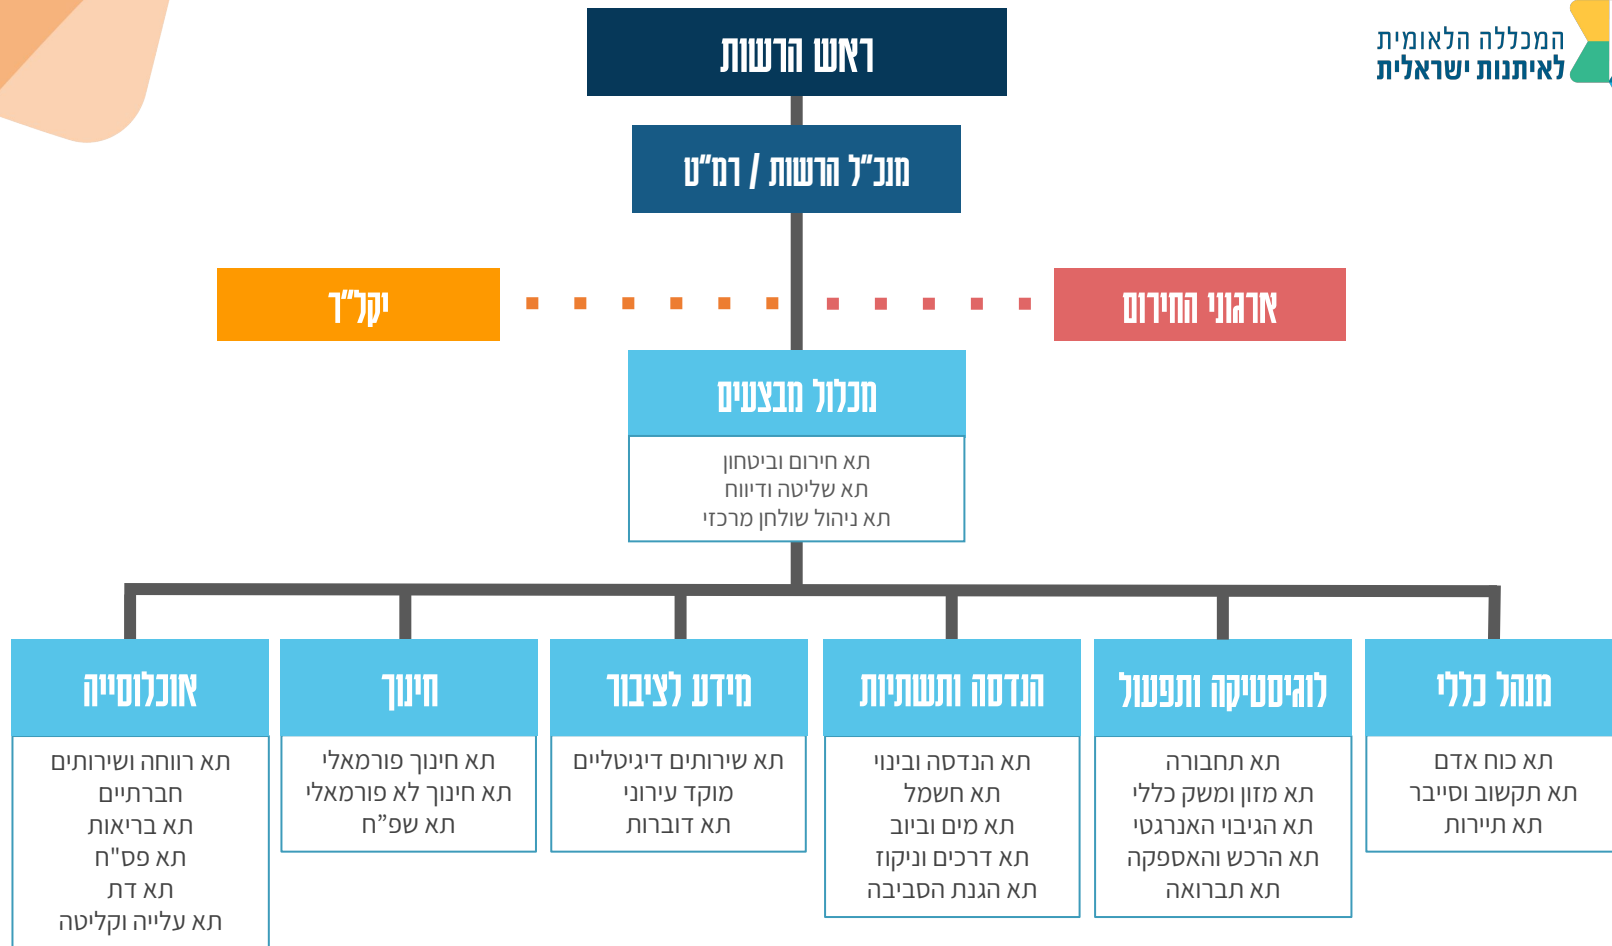 המכללה הלאומית
לאיתנות ישראלית
ראש הרשות
מנכ"ל הרשות / רמ"ט
ארגוני החירום
יקל"ר
מכלול מבצעים
תא חירום וביטחון
תא שליטה ודיווח
תא ניהול שולחן מרכזי
מנהל כללי
תא כוח אדם
תא תקשוב וסייבר
תא תיירות
לוגיסטיקה ותפעול
תא תחבורה
תא מזון ומשק כללי
תא הגיבוי האנרגטי
תא הרכש והאספקה
תא תברואה
הנדסה ותשתיות
תא הנדסה ובינוי
תא חשמל
תא מים וביוב
תא דרכים וניקוז
תא הגנת הסביבה
מידע לציבור
תא שירותים דיגיטליים
מוקד עירוני
תא דוברות
חינוך
תא חינוך פורמאלי
תא חינוך לא פורמאלי
תא שפ”ח
אוכלוסייה
תא רווחה ושירותים
חברתיים
תא בריאות
תא פס"ח
תא דת
תא עלייה וקליטה